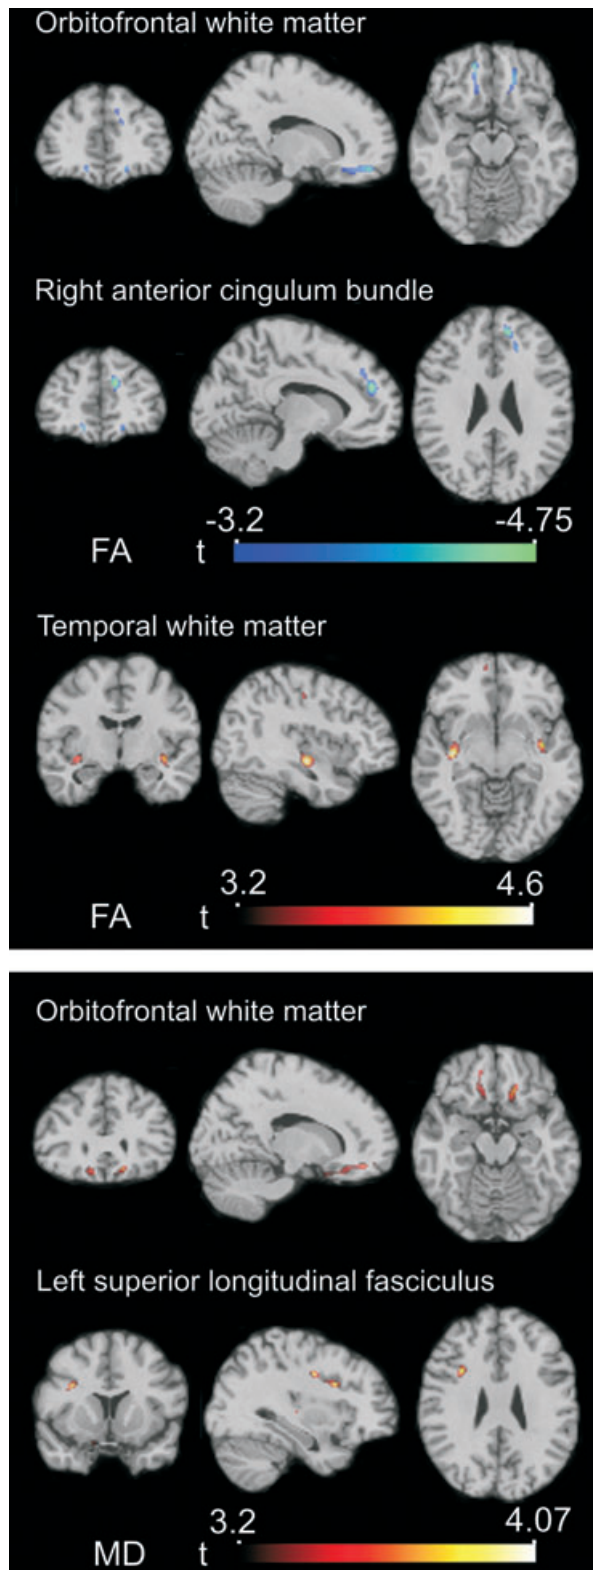 Orbitofrontal white matter
Right anterior cingulum bundle
-3.2 -4.75
FA t
Temporal white matter
3.2 4.6
FA t
Orbitofrontal white matter
Left superior longitudinal fasciculus
3.2 4.07
MD t